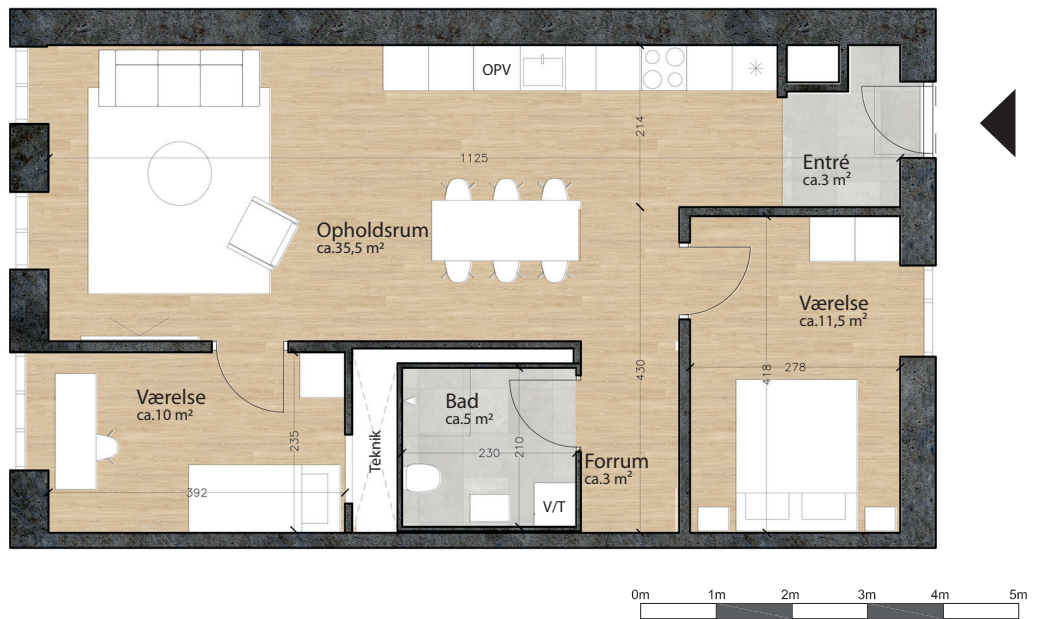 OPV
214
1125
Entré
ca.3 m²
Opholdsrum
ca.35,5 m²
Værelse
ca.11,5 m²
430
418
278
Værelse
ca.10 m²
235
392
Teknik
Bad
ca.5 m²
230
210
Forrum
ca.3 m²
V/T
0m 1m 2m 3m 4m 5m